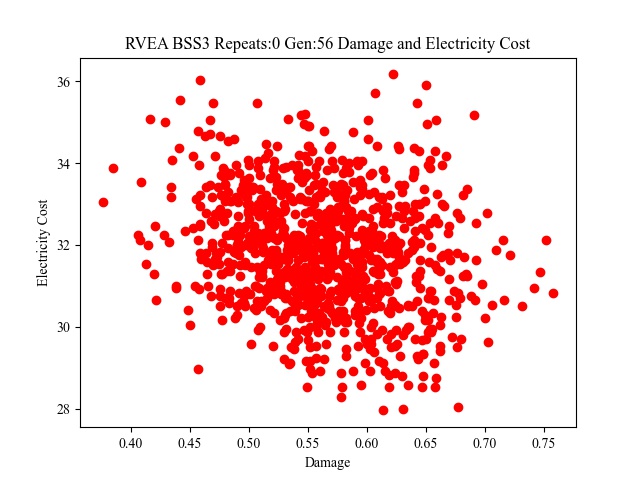 RVEA BSS3 Repeats:0 Gen:56 Damage and Electricity Cost
36
34
32
30
28
Electricity Cost
0.40 0.45 0.50 0.55 0.60 0.65 0.70 0.75
Damage